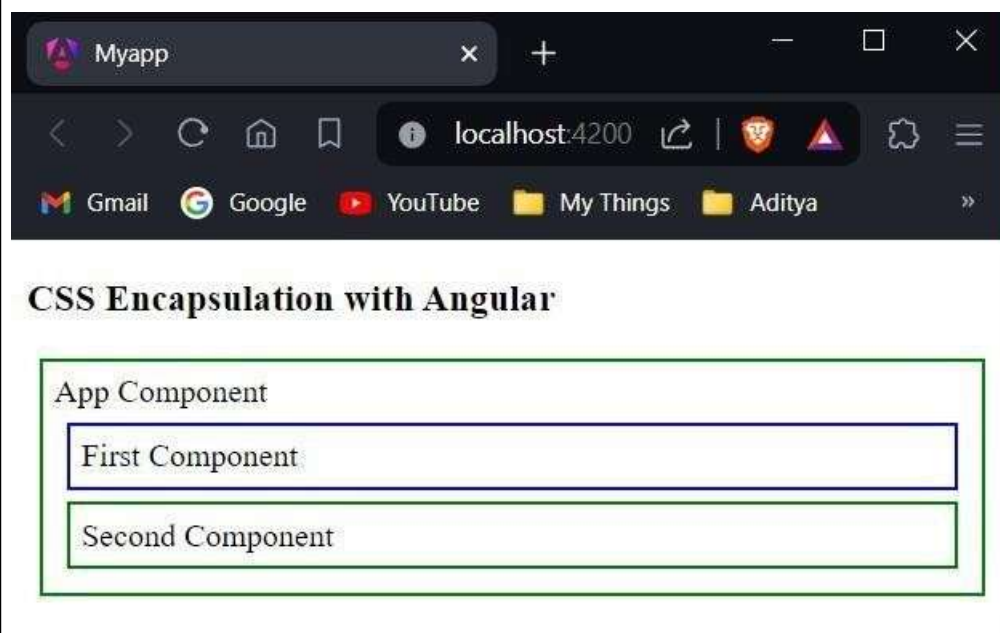 Myapp
localhost:4200
Gmail Google YouTube My Things Aditya
CSS Encapsulation with Angular
App Component
First Component
Second Component